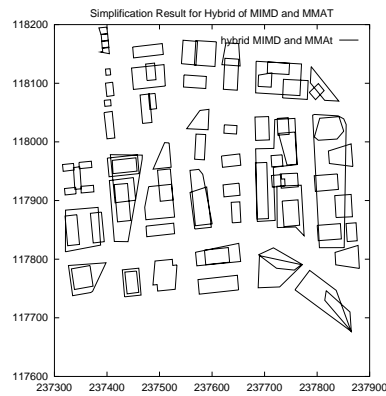 Simplification Result for Hybrid of MIMD and MMAT
118200
hybrid MIMD and MMAt
118100
118000
117900
117800
117700
117600
237300 237400 237500 237600 237700 237800 237900